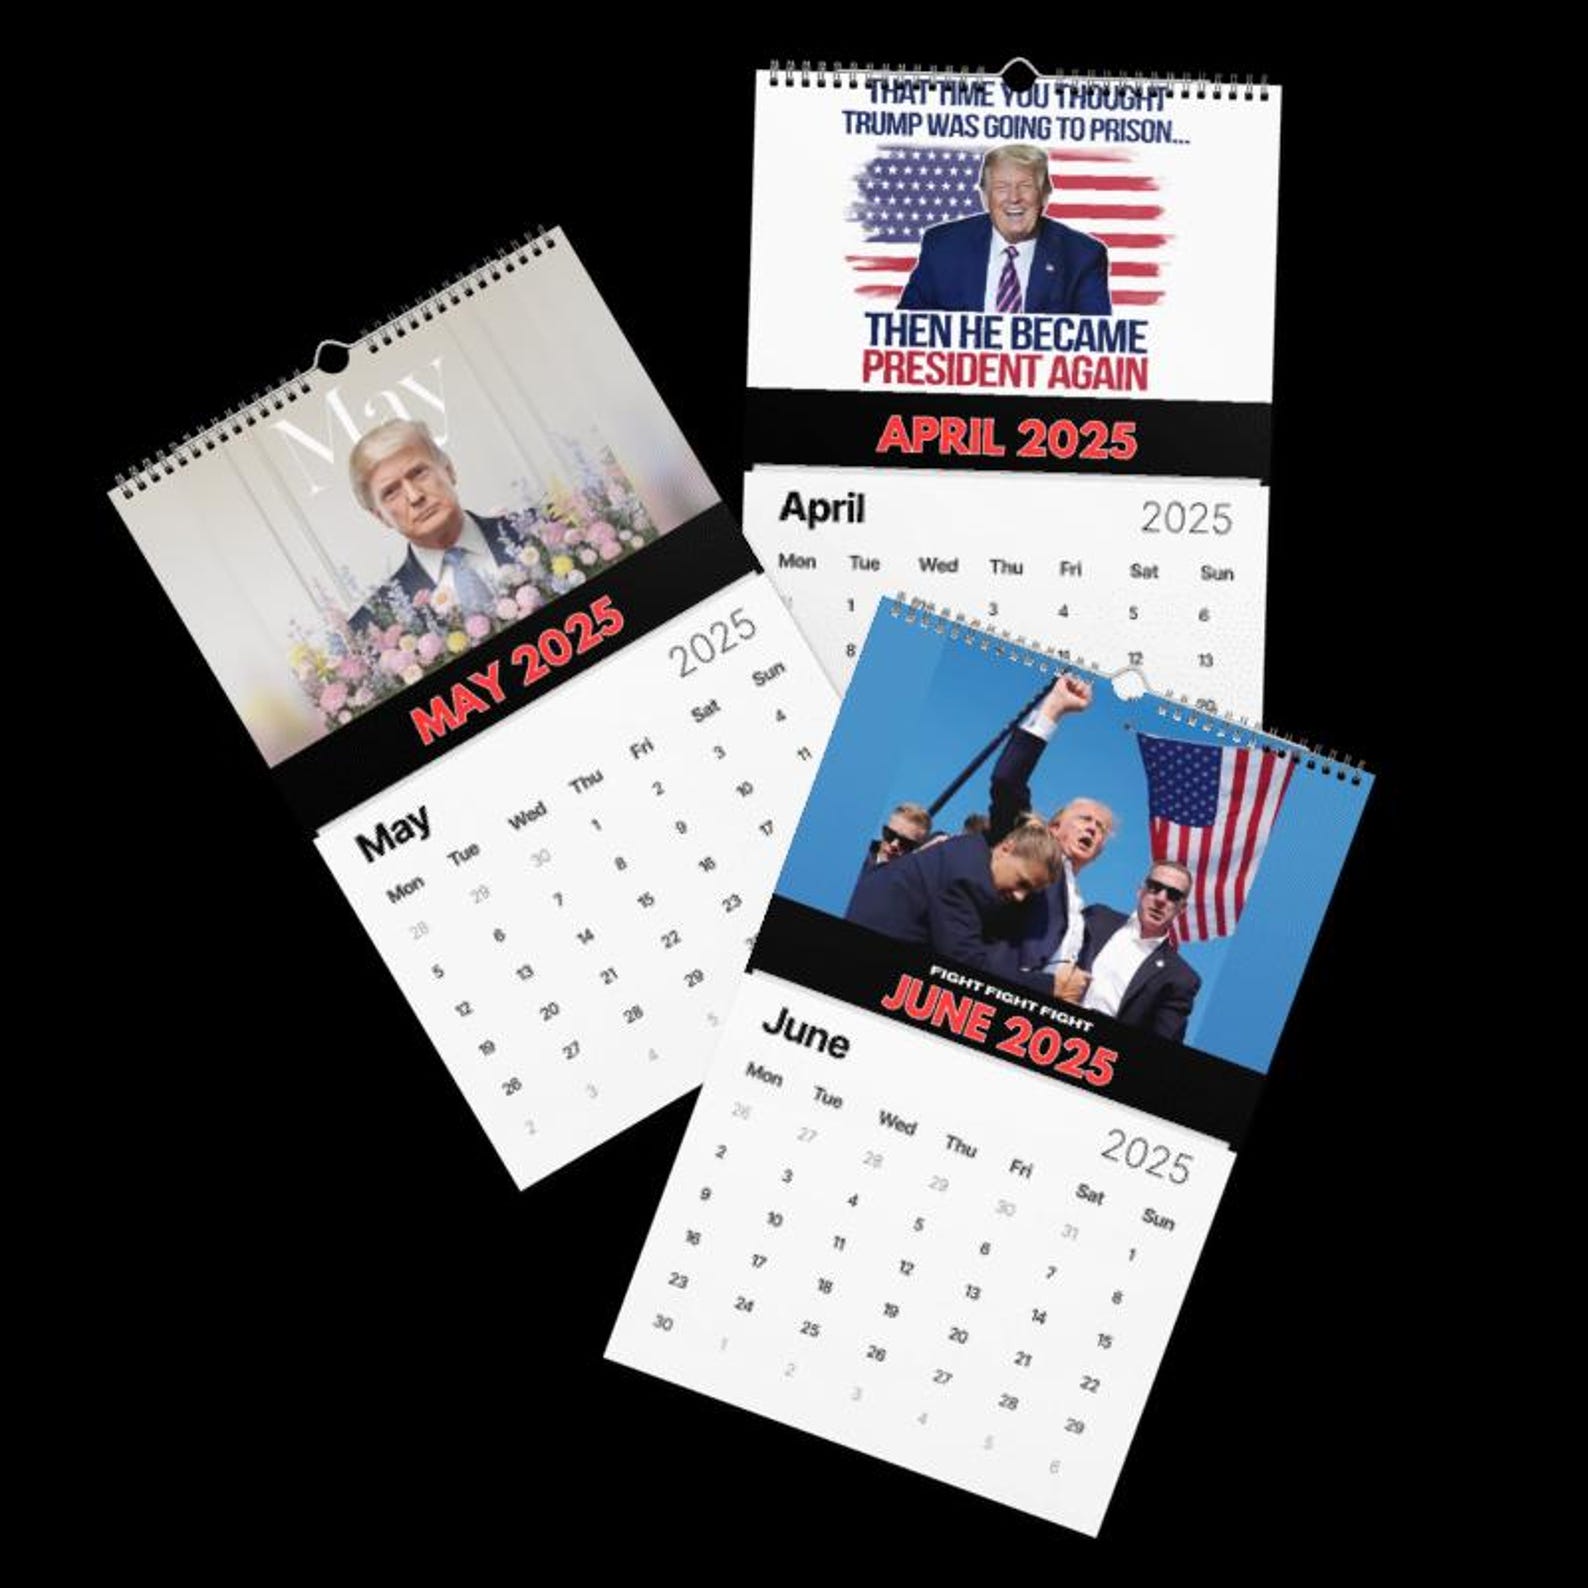 THAT TIME YOU THOUGHT
TRUMP WAS GOING TO PRISON...
THEN HE BECAME
PRESIDENT AGAIN
APRIL 2025
April 2025
Mon Tue Wed Thu Fri Sat Sun
1 3 4 5 6
8 11 12 13
20
May
MAY 2025
May 2025
Mon Tue Wed Thu Fri Sat Sun
28 29 30 1 2 3 4
5 6 7 8 9 10 11
12 13 14 15 16 17
19 20 21 22 23
26 27 28 29
2 3 4 5
FIGHT FIGHT FIGHT
JUNE 2025
June 2025
Mon Tue Wed Thu Fri Sat Sun
26 27 28 29 30 31 1
2 3 4 5 6 7 8
9 10 11 12 13 14 15
16 17 18 19 20 21 22
23 24 25 26 27 28 29
30 1 2 3 4 5 6